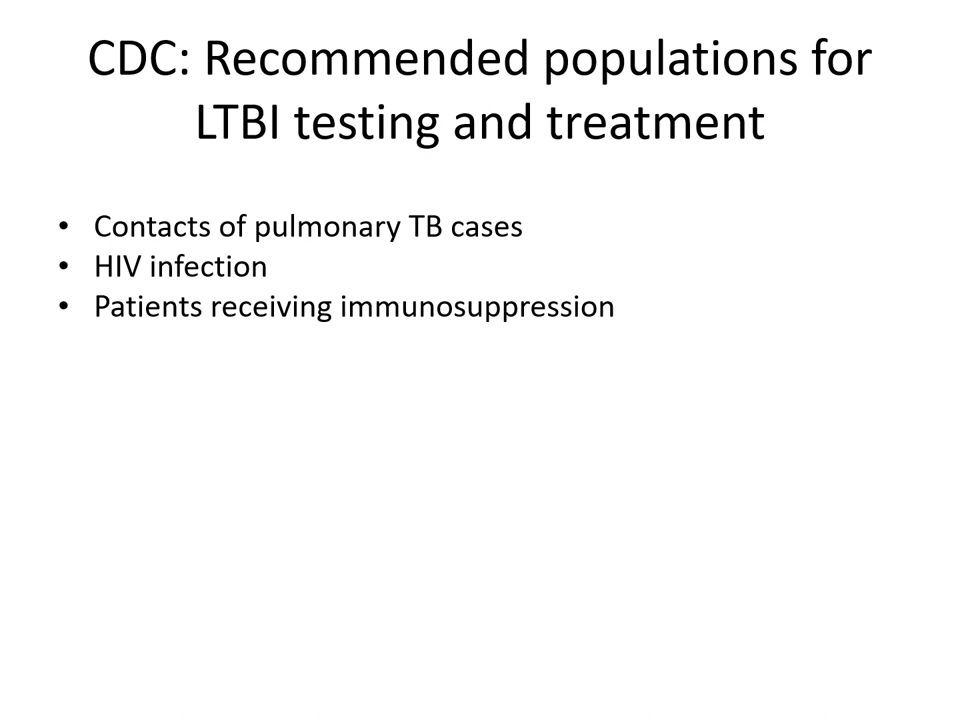 CDC: Recommended populations for
LTBI testing and treatment
• Contacts of pulmonary TB cases
• HIV infection
• Patients receiving immunosuppression